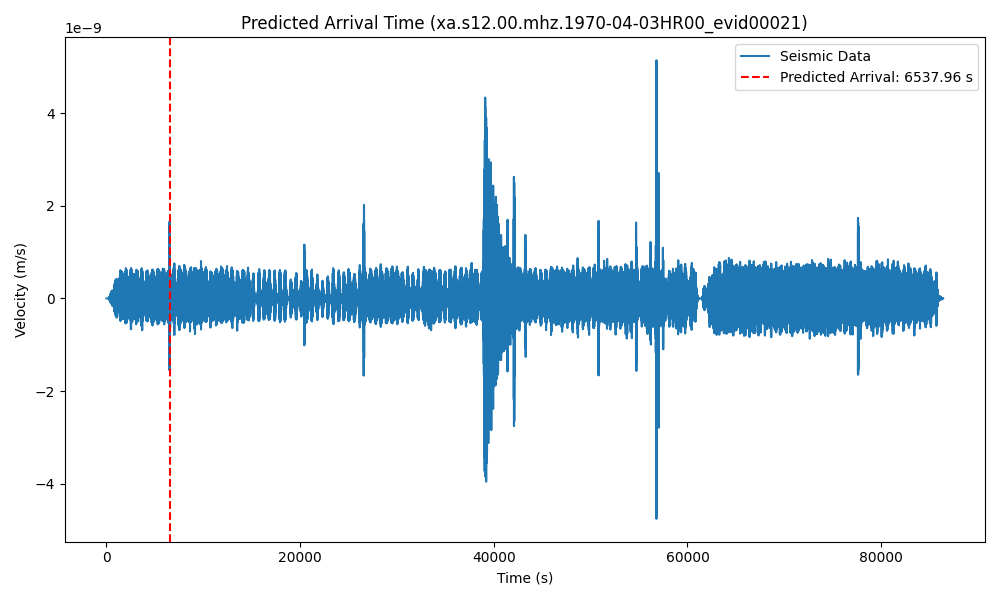 Predicted Arrival Time (xa.s12.00.mhz.1970-04-03HR00_evid00021)
1e−9
Seismic Data
Predicted Arrival: 6537.96 s
4
2
0
−2
−4
Velocity (m/s)
0
20000
40000
60000
80000
Time (s)